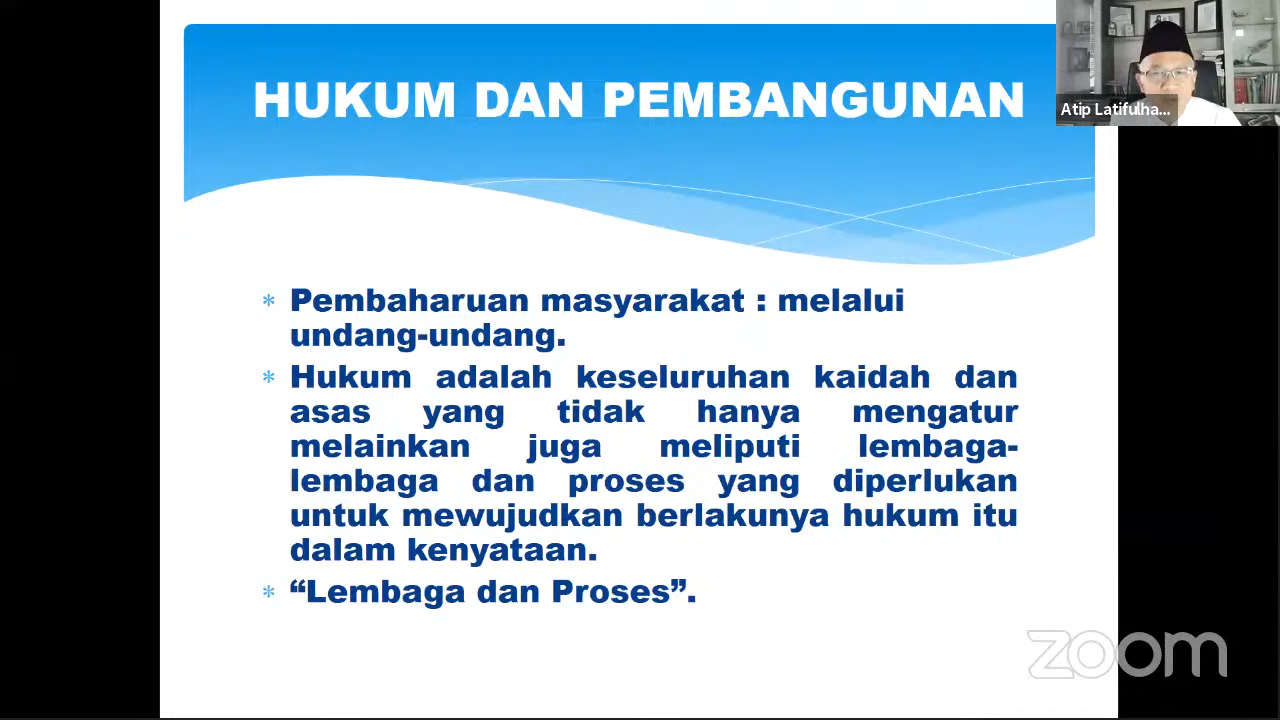 HUKUM DAN PEMBANGUNAN
Atip Latifulha...
* Pembaharuan masyarakat : melalui
undang-undang.
* Hukum adalah keseluruhan kaidah dan
asas yang tidak hanya mengatur
melainkan juga meliputi lembaga-
lembaga dan proses yang diperlukan
untuk mewujudkan berlakunya hukum itu
dalam kenyataan.
* “Lembaga dan Proses”.
zoom